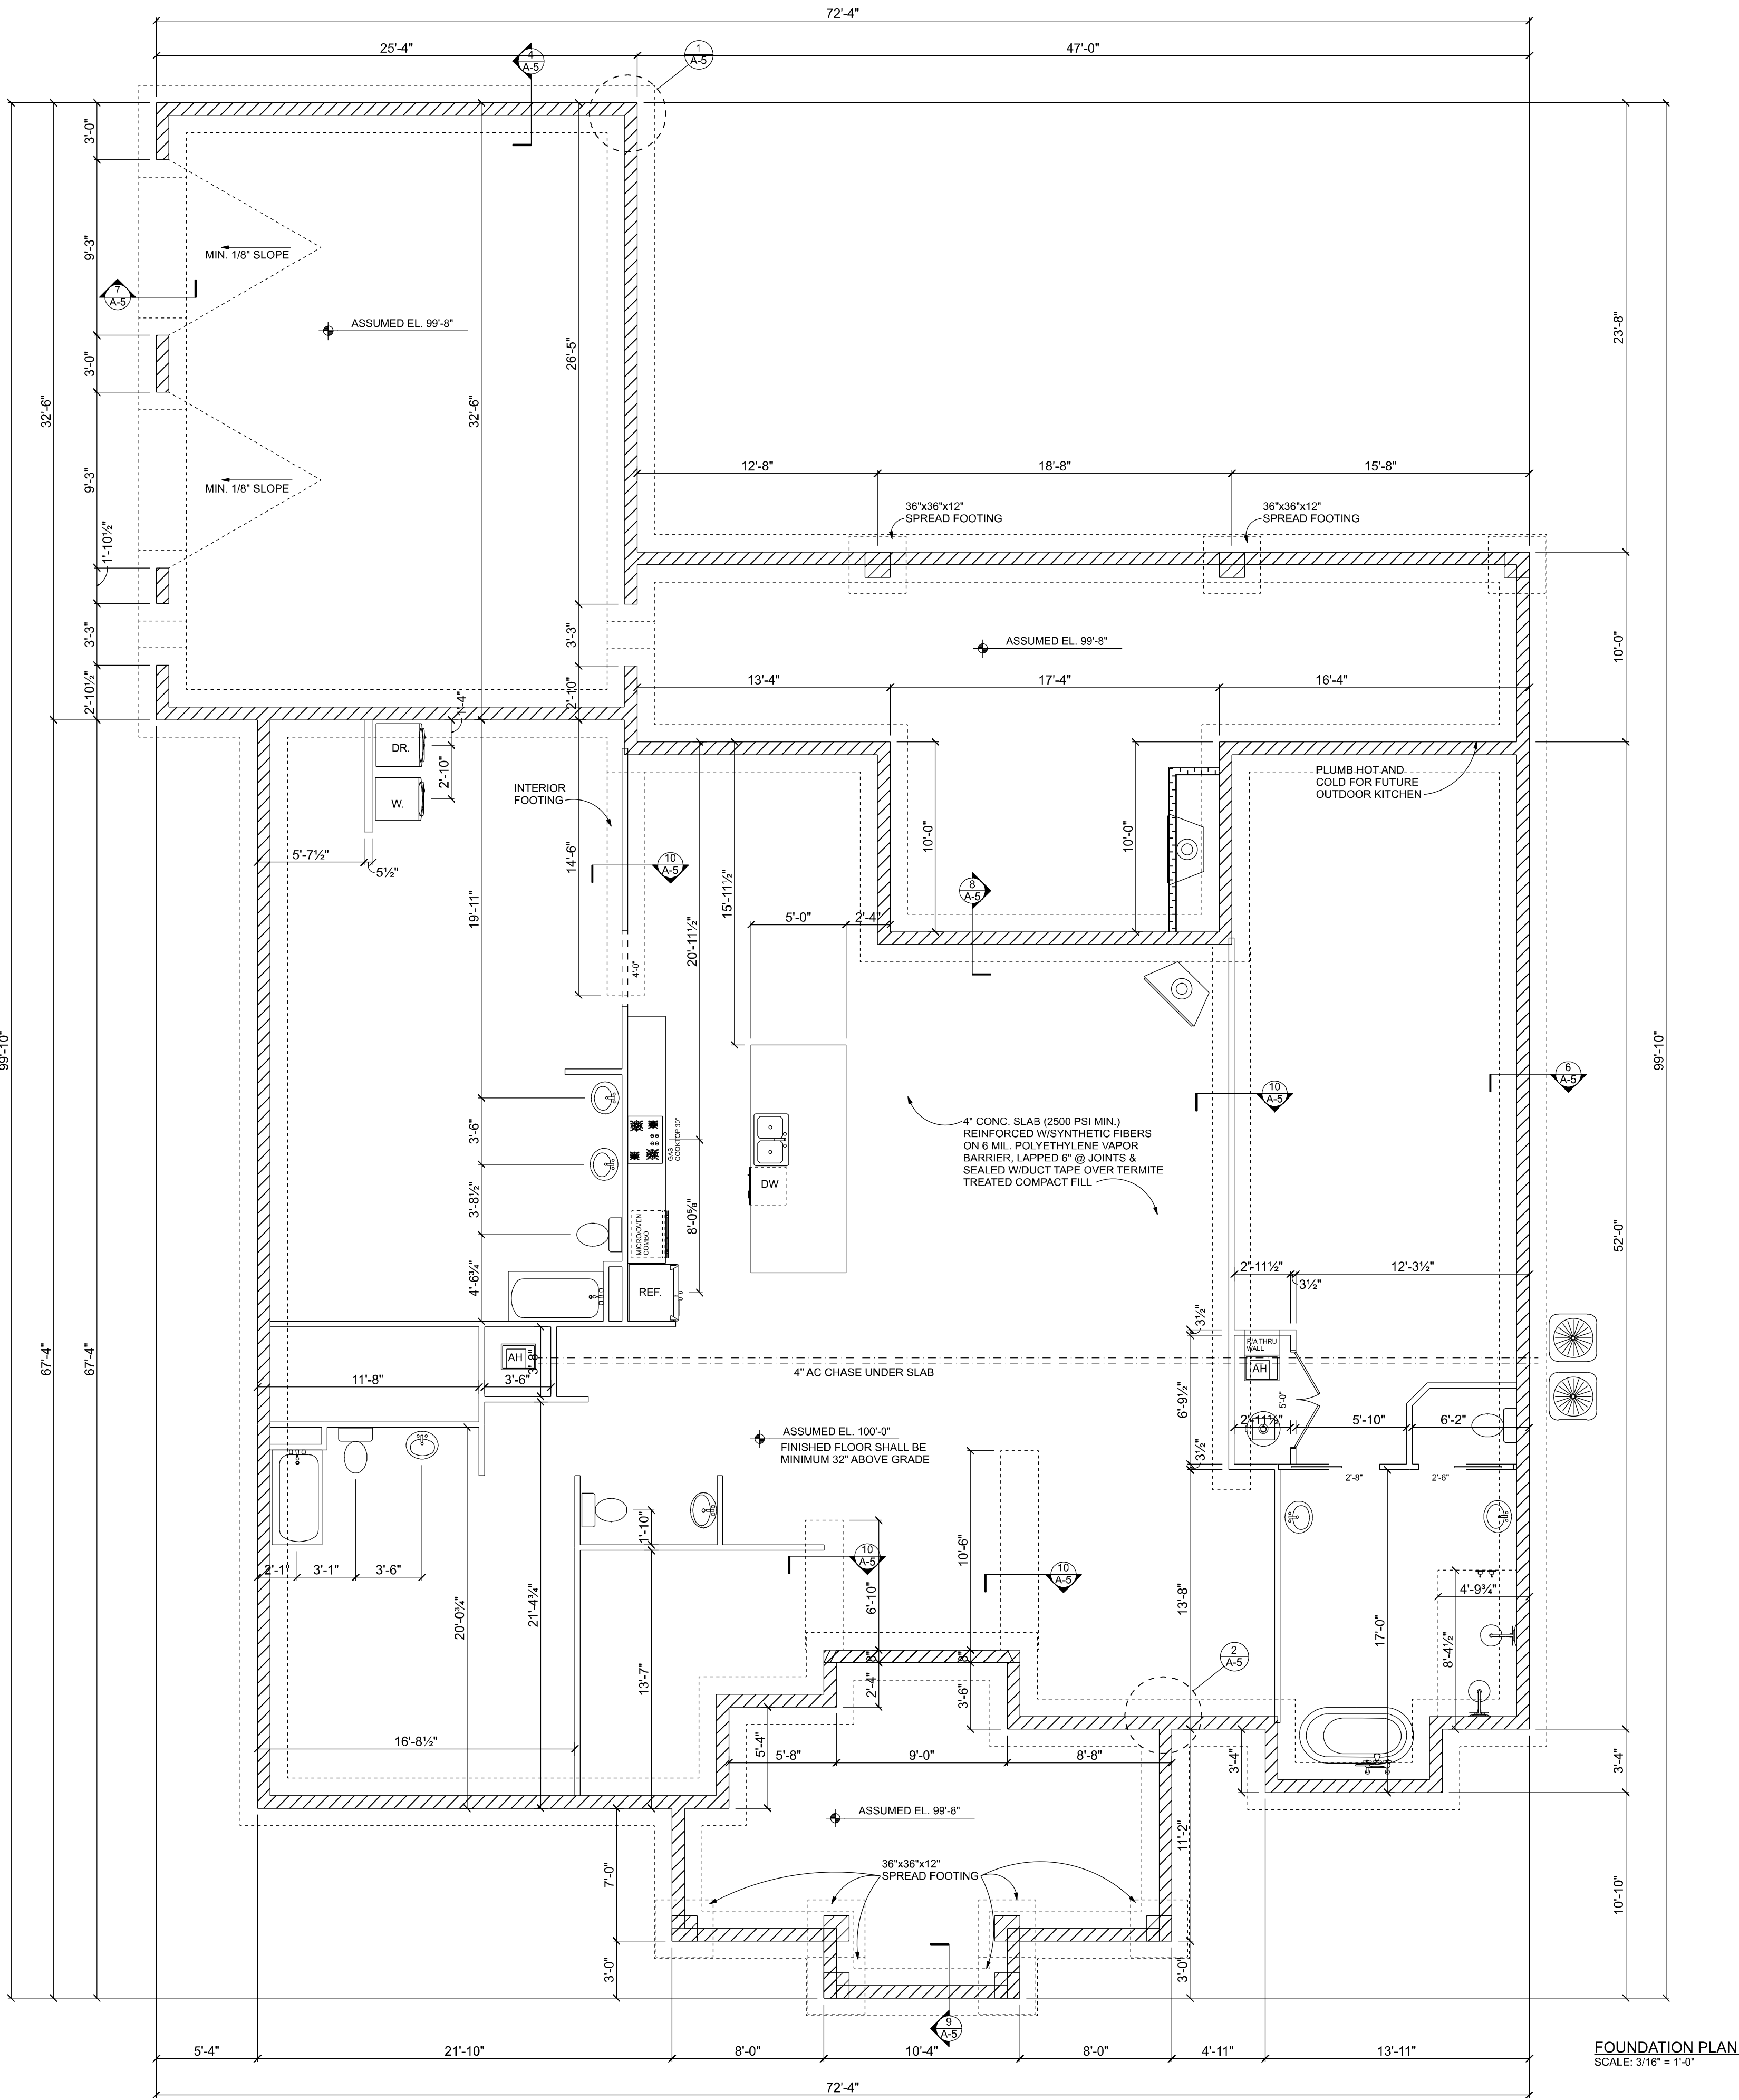 72'-4"
25'-4"
47'-0"
4
A-5
1
A-5
3'-0"
9'-3"
3'-0"
9'-3"
1'-10½"
3'-3"
2'-10½"
32'-6"
99'-10"
67'-4"
67'-4"
MIN. 1/8" SLOPE
7
A-5
ASSUMED EL. 99'-8"
32'-6"
26'-5"
MIN. 1/8" SLOPE
3'-3"
2'-10"
23'-8"
12'-8"
18'-8"
15'-8"
36"x36"x12"
SPREAD FOOTING
36"x36"x12"
SPREAD FOOTING
ASSUMED EL. 99'-8"
10'-0"
13'-4"
17'-4"
16'-4"
1'-4"
DR.
2'-10"
W.
INTERIOR
FOOTING
PLUMB HOT AND
COLD FOR FUTURE
OUTDOOR KITCHEN
5'-7½"
5½"
14'-6"
10
A-5
15'-11½"
10'-0"
10'-0"
8
A-5
19'-11"
20'-11½"
5'-0"
2'-4"
4'-0"
99'-10"
6
A-5
10
A-5
3'-6"
GAS
COOKTOP 30"
4" CONC. SLAB (2500 PSI MIN.)
REINFORCED W/SYNTHETIC FIBERS
ON 6 MIL. POLYETHYLENE VAPOR
BARRIER, LAPPED 6" @ JOINTS &
SEALED W/DUCT TAPE OVER TERMITE
TREATED COMPACT FILL
DW
3'-8½"
8'-0⅝"
MICRO/OVEN
COMBO
52'-0"
4'-6¾"
REF.
2'-11½"
3½"
12'-3½"
3½"
R/A THRU
WALL
AH
AH
3'-8"
4" AC CHASE UNDER SLAB
11'-8"
3'-6"
6'-9½"
5'-0"
2'-11½"
5'-10"
6'-2"
ASSUMED EL. 100'-0"
FINISHED FLOOR SHALL BE
MINIMUM 32" ABOVE GRADE
3½"
2'-8"
2'-6"
1'-10"
10'-6"
10
A-5
10
A-5
2'-1"
3'-1"
3'-6"
6'-10"
4'-9¾"
20'-0¾"
21'-4¾"
13'-8"
17'-0"
8'-4½"
13'-7"
8"
8"
2'-4"
3'-6"
2
A-5
16'-8½"
5'-4"
5'-8"
9'-0"
8'-8"
3'-4"
3'-4"
ASSUMED EL. 99'-8"
11'-2"
7'-0"
36"x36"x12"
SPREAD FOOTING
10'-10"
3'-0"
3'-0"
9
A-5
5'-4"
21'-10"
8'-0"
10'-4"
8'-0"
4'-11"
13'-11"
72'-4"
FOUNDATION PLAN
SCALE: 3/16" = 1'-0"